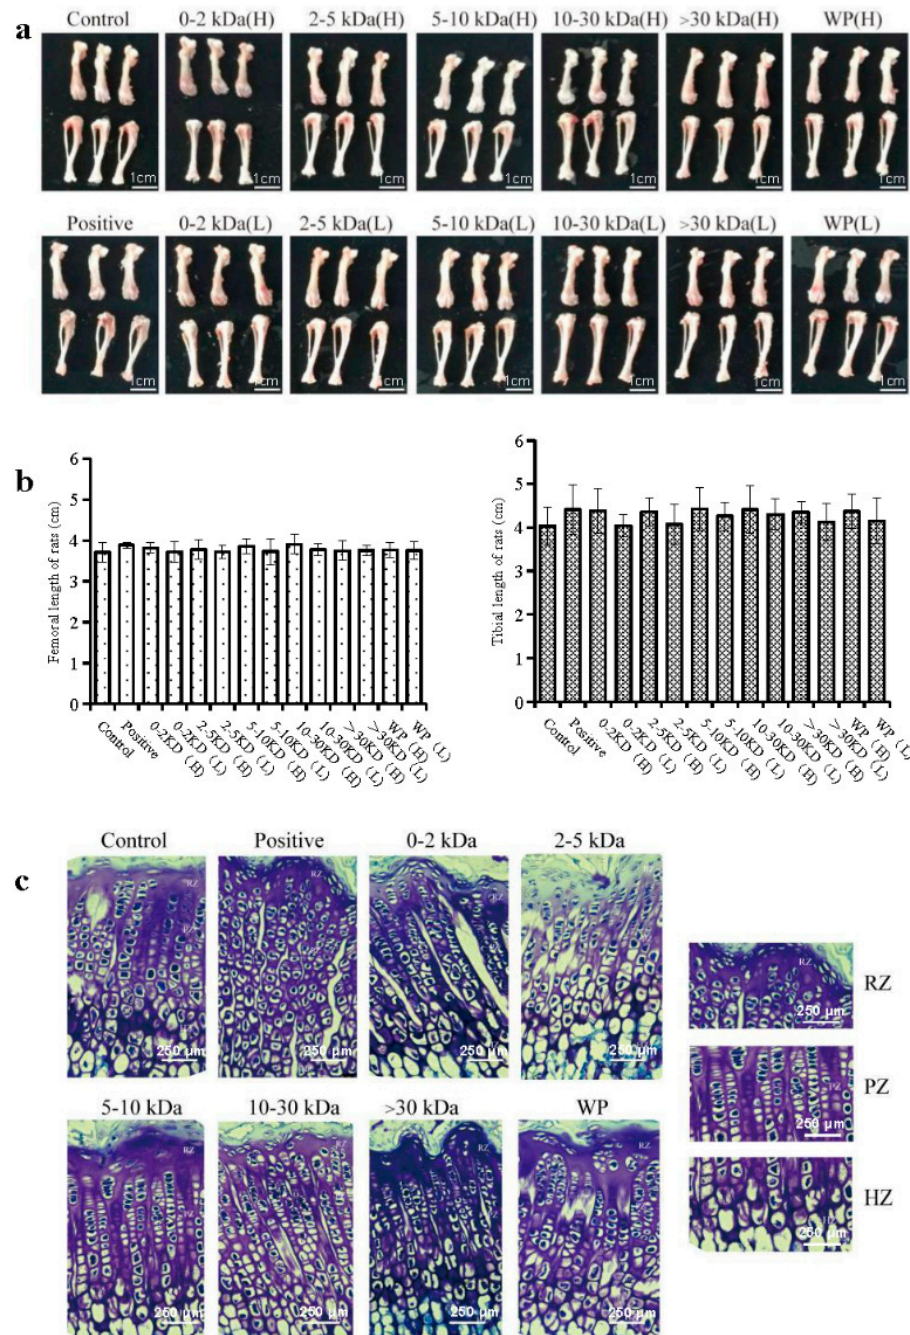 a
Control 0-2 kDa(H) 2-5 kDa(H) 5-10 kDa(H) 10-30 kDa(H) >30 kDa(H) WP(H)
1cm 1cm 1cm 1cm 1cm 1cm 1cm
Positive 0-2 kDa(L) 2-5 kDa(L) 5-10 kDa(L) 10-30 kDa(L) >30 kDa(L) WP(L)
1cm 1cm 1cm 1cm 1cm 1cm 1cm
b
Femoral length of rats (cm)
6
5
4
3
2
1
0
Control
Positive
0-2KD (H)
0-2KD (L)
2-5KD (H)
2-5KD (L)
5-10KD (H)
5-10KD (L)
10-30KD (H)
10-30KD (L)
>30KD (H)
>30KD (L)
WP (H)
WP (L)
Tibial length of rats (cm)
6
5
4
3
2
1
0
Control
Positive
0-2KD (H)
0-2KD (L)
2-5KD (H)
2-5KD (L)
5-10KD (H)
5-10KD (L)
10-30KD (H)
10-30KD (L)
>30KD (H)
>30KD (L)
WP (H)
WP (L)
c
Control Positive 0-2 kDa 2-5 kDa
RZ RZ
250 μm 250 μm 250 μm 250 μm
5-10 kDa 10-30 kDa >30 kDa WP
RZ RZ RZ RZ
250 μm 250 μm 250 μm 250 μm
RZ
250 μm
RZ
PZ
250 μm
PZ
HZ
250 μm
HZ